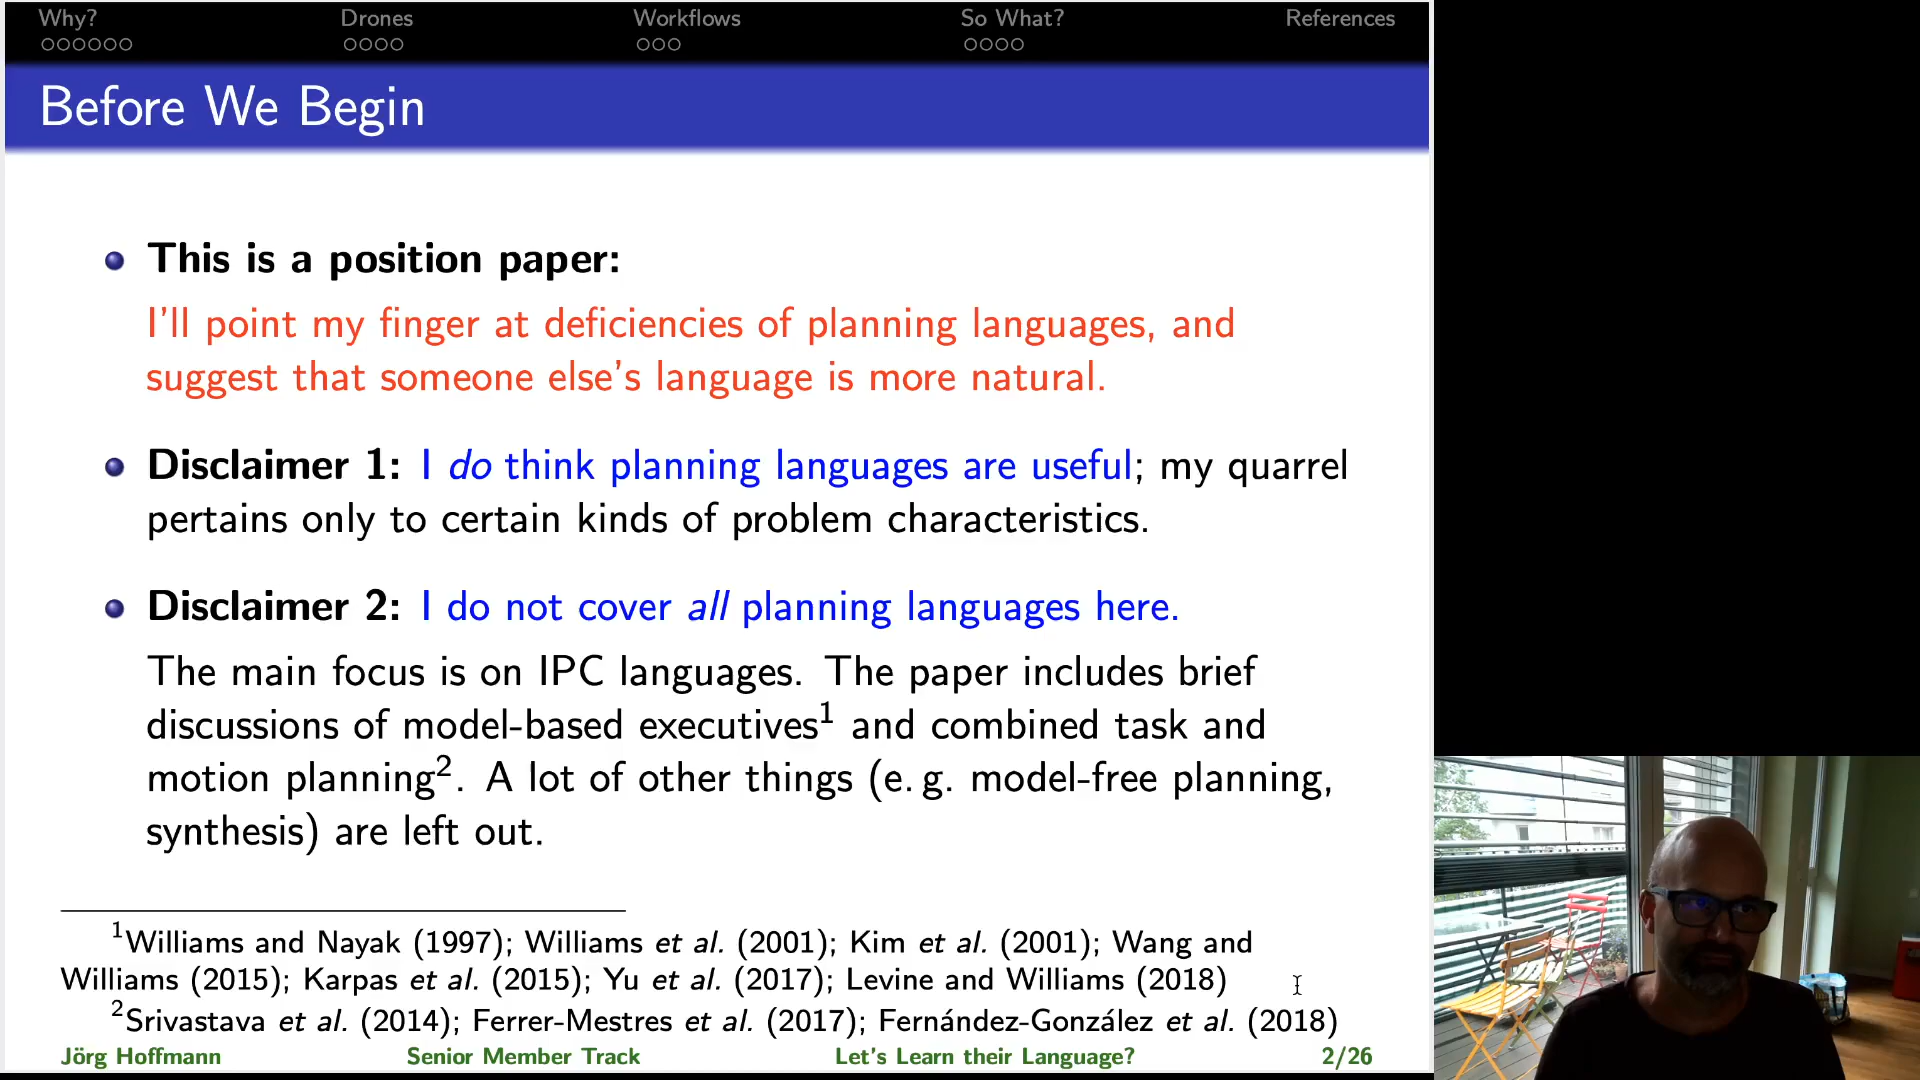 Why? Drones Workflows So What? References
Before We Begin
This is a position paper:
I'll point my finger at deficiencies of planning languages, and
suggest that someone else's language is more natural.
Disclaimer 1: I do think planning languages are useful; my quarrel
pertains only to certain kinds of problem characteristics.
Disclaimer 2: I do not cover all planning languages here.
The main focus is on IPC languages. The paper includes brief
discussions of model-based executives1 and combined task and
motion planning2. A lot of other things (e. g. model-free planning,
synthesis) are left out.
1Williams and Nayak (1997); Williams et al. (2001); Kim et al. (2001); Wang and
Williams (2015); Karpas et al. (2015); Yu et al. (2017); Levine and Williams (2018)
2Srivastava et al. (2014); Ferrer-Mestres et al. (2017); Fernández-González et al. (2018)
Jörg Hoffmann Senior Member Track Let's Learn their Language? 2/26